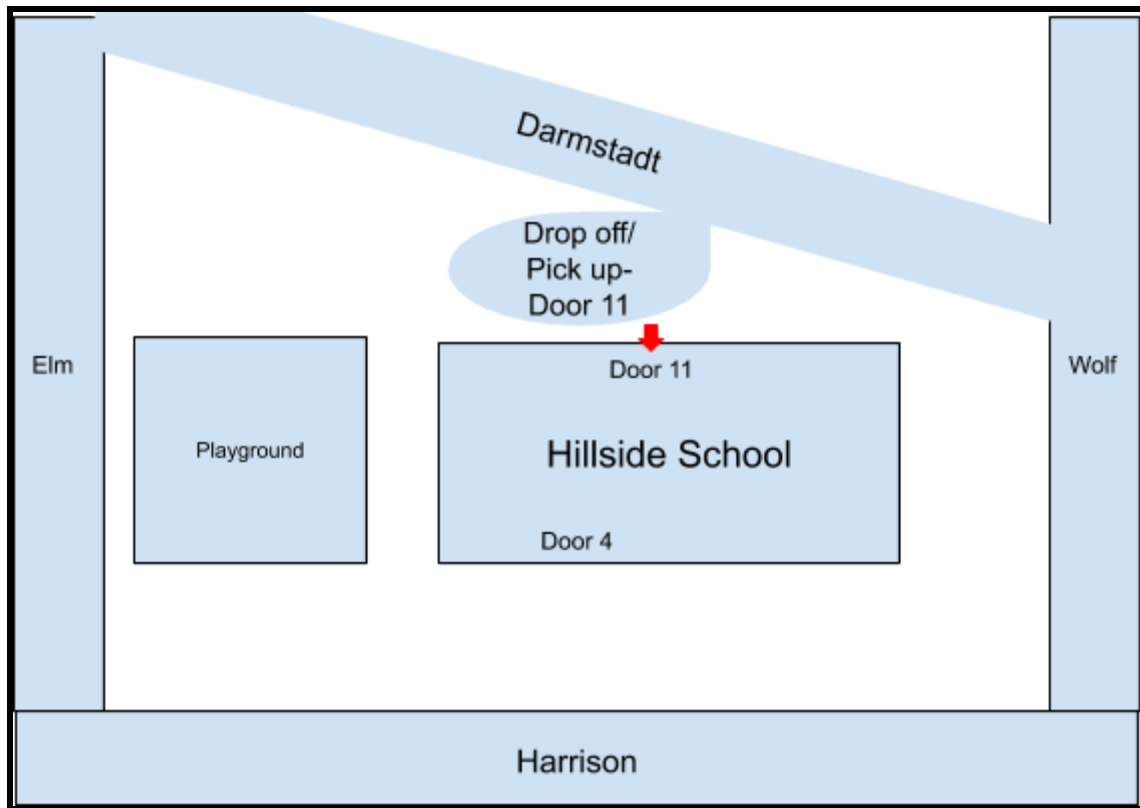 Darmstadt
Drop off/
Pick up-
Door 11
Elm
Door 11
Wolf
Playground
Hillside School
Door 4
Harrison